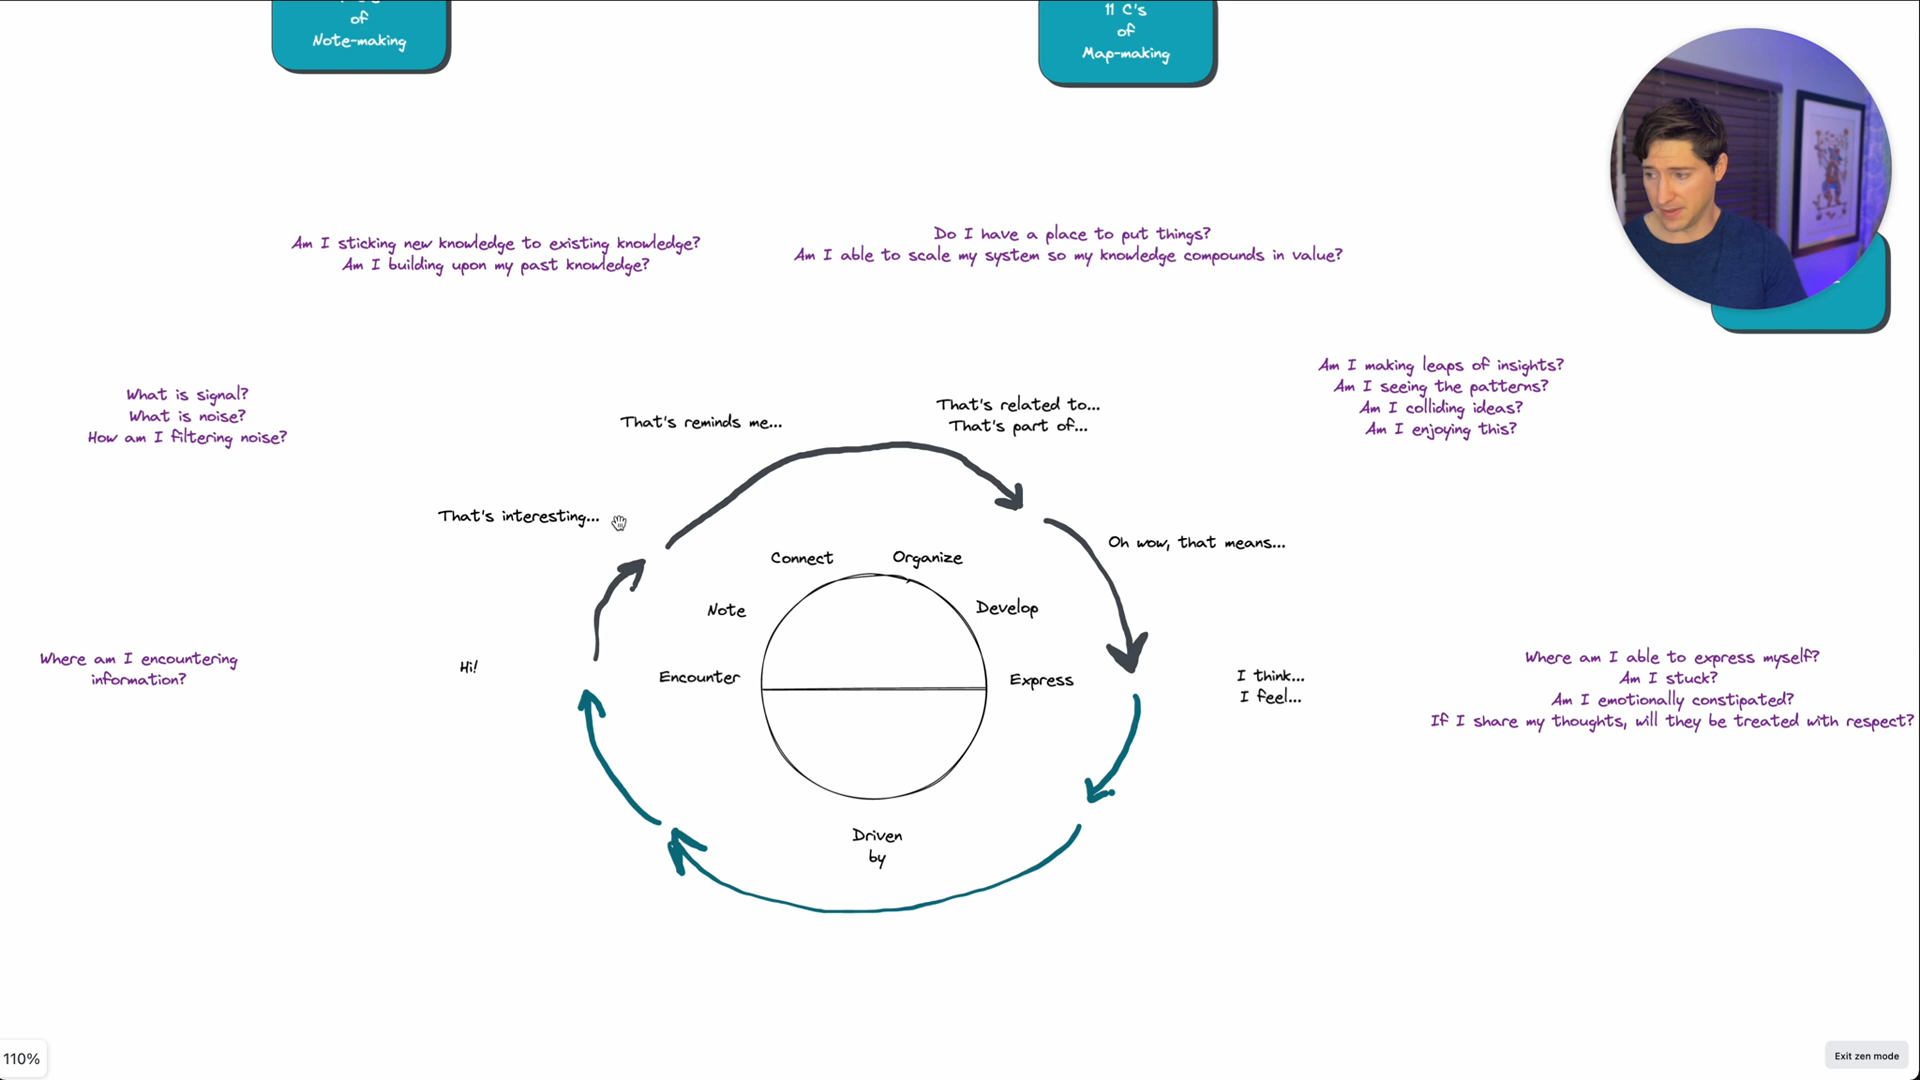 of
Note-making
11 C's
of
Map-making
Am I sticking new knowledge to existing knowledge?
Am I building upon my past knowledge?
Do I have a place to put things?
Am I able to scale my system so my knowledge compounds in value?
What is signal?
What is noise?
How am I filtering noise?
That's reminds me...
That's related to...
That's part of...
Am I making leaps of insights?
Am I seeing the patterns?
Am I colliding ideas?
Am I enjoying this?
That's interesting...
Oh wow, that means...
Connect
Organize
Note
Develop
Encounter
Express
Where am I encountering
information?
Hi!
I think...
I feel...
Where am I able to express myself?
Am I stuck?
Am I emotionally constipated?
If I share my thoughts, will they be treated with respect?
Driven
by
110%
Exit zen mode